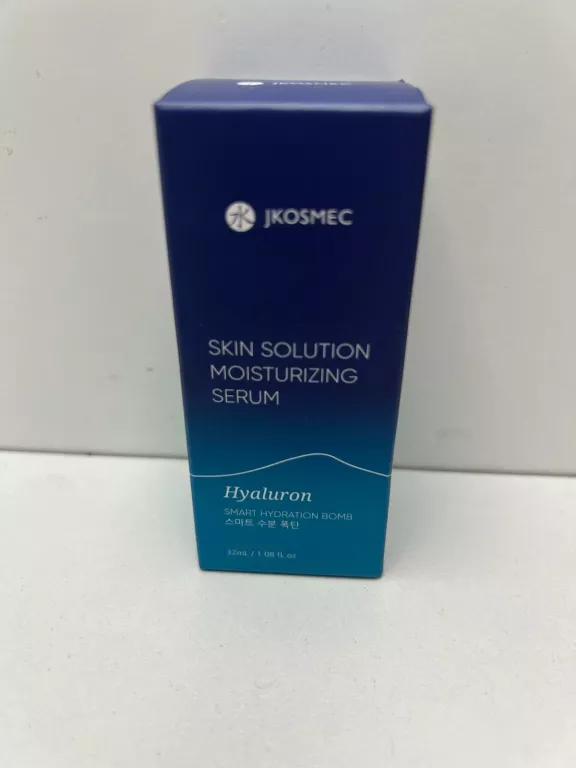 JKOSMEC
水 JKOSMEC
SKIN SOLUTION
MOISTURIZING
SERUM
Hyaluron
SMART HYDRATION BOMB
스마트 수분 폭탄
32mL / 1.08 fl.oz